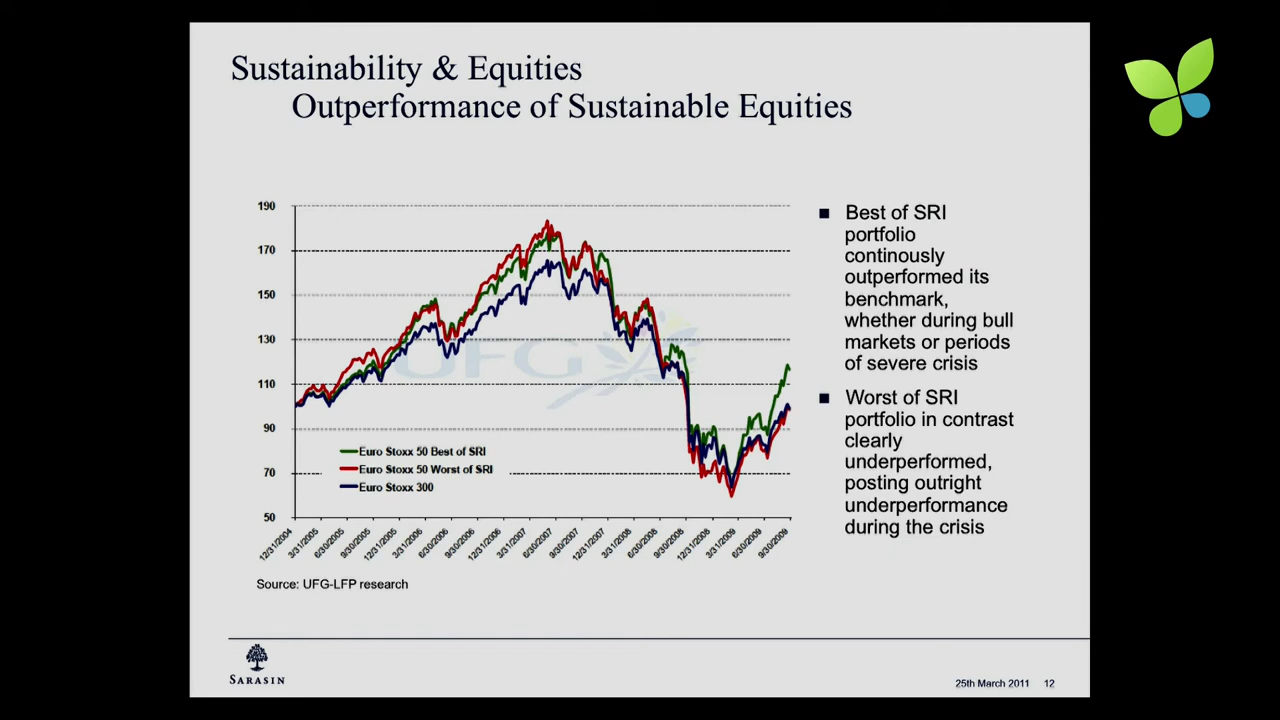 Sustainability & Equities
Outperformance of Sustainable Equities
190
170
150
130
110
90
70
50
UFG
Euro Stoxx 50 Best of SRI
Euro Stoxx 50 Worst of SRI
Euro Stoxx 300
12/31/2004
3/31/2005
6/30/2005
9/30/2005
12/31/2005
3/31/2006
6/30/2006
9/30/2006
12/31/2006
3/31/2007
6/30/2007
9/30/2007
12/31/2007
3/31/2008
6/30/2008
9/30/2008
12/31/2008
3/31/2009
6/30/2009
9/30/2009
Source: UFG-LFP research
Best of SRI
portfolio
continously
outperformed its
benchmark,
whether during bull
markets or periods
of severe crisis
Worst of SRI
portfolio in contrast
clearly
underperformed,
posting outright
underperformance
during the crisis
SARASIN
25th March 2011 12